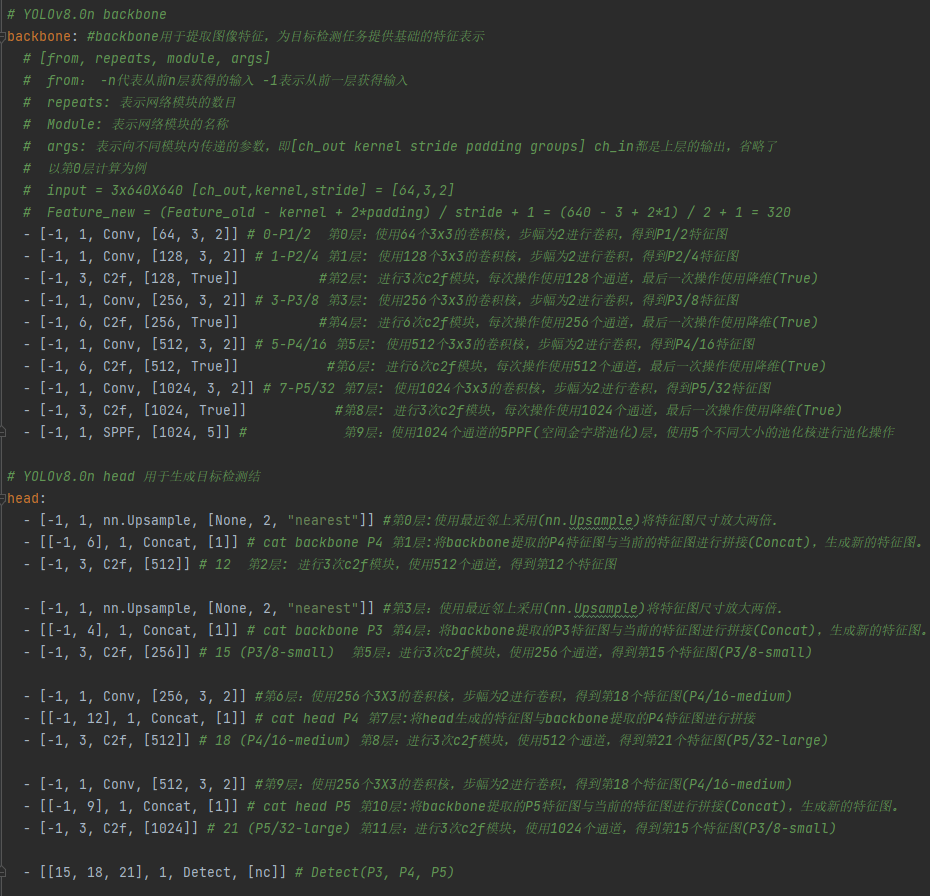 # YOLOv8.0n backbone
backbone: #backbone用于提取图像特征，为目标检测任务提供基础的特征表示
# [from, repeats, module, args]
# from： -n代表从前n层获得的输入 -1表示从前一层获得输入
# repeats: 表示网络模块的数目
# Module: 表示网络模块的名称
# args: 表示向不同模块内传递的参数，即[ch_out kernel stride padding groups] ch_in都是上层的输出，省略了
# 以第0层计算为例
# input = 3x640X640 [ch_out,kernel,stride] = [64,3,2]
# Feature_new = (Feature_old - kernel + 2*padding) / stride + 1 = (640 - 3 + 2*1) / 2 + 1 = 320
- [-1, 1, Conv, [64, 3, 2]] # 0-P1/2 第0层：使用64个3x3的卷积核，步幅为2进行卷积，得到P1/2特征图
- [-1, 1, Conv, [128, 3, 2]] # 1-P2/4 第1层: 使用128个3x3的卷积核，步幅为2进行卷积，得到P2/4特征图
- [-1, 3, C2f, [128, True]] #第2层: 进行3次c2f模块，每次操作使用128个通道，最后一次操作使用降维(True)
- [-1, 1, Conv, [256, 3, 2]] # 3-P3/8 第3层: 使用256个3x3的卷积核，步幅为2进行卷积，得到P3/8特征图
- [-1, 6, C2f, [256, True]] #第4层: 进行6次c2f模块，每次操作使用256个通道，最后一次操作使用降维(True)
- [-1, 1, Conv, [512, 3, 2]] # 5-P4/16 第5层: 使用512个3x3的卷积核，步幅为2进行卷积，得到P4/16特征图
- [-1, 6, C2f, [512, True]] #第6层: 进行6次c2f模块，每次操作使用512个通道，最后一次操作使用降维(True)
- [-1, 1, Conv, [1024, 3, 2]] # 7-P5/32 第7层: 使用1024个3x3的卷积核，步幅为2进行卷积，得到P5/32特征图
- [-1, 3, C2f, [1024, True]] #第8层: 进行3次c2f模块，每次操作使用1024个通道，最后一次操作使用降维(True)
- [-1, 1, SPPF, [1024, 5]] # 第9层：使用1024个通道的5PPF(空间金字塔池化)层，使用5个不同大小的池化核进行池化操作
# YOLOv8.0n head 用于生成目标检测结
head:
- [-1, 1, nn.Upsample, [None, 2, "nearest"]] #第0层:使用最近邻上采用(nn.Upsample)将特征图尺寸放大两倍.
- [[-1, 6], 1, Concat, [1]] # cat backbone P4 第1层:将backbone提取的P4特征图与当前的特征图进行拼接(Concat)，生成新的特征图.
- [-1, 3, C2f, [512]] # 12 第2层: 进行3次c2f模块，使用512个通道，得到第12个特征图
- [-1, 1, nn.Upsample, [None, 2, "nearest"]] #第3层：使用最近邻上采用(nn.Upsample)将特征图尺寸放大两倍.
- [[-1, 4], 1, Concat, [1]] # cat backbone P3 第4层：将backbone提取的P3特征图与当前的特征图进行拼接(Concat)，生成新的特征图.
- [-1, 3, C2f, [256]] # 15 (P3/8-small) 第5层：进行3次c2f模块，使用256个通道，得到第15个特征图(P3/8-small)
- [-1, 1, Conv, [256, 3, 2]] #第6层：使用256个3X3的卷积核，步幅为2进行卷积，得到第18个特征图(P4/16-medium)
- [[-1, 12], 1, Concat, [1]] # cat head P4 第7层:将head生成的特征图与backbone提取的P4特征图进行拼接
- [-1, 3, C2f, [512]] # 18 (P4/16-medium) 第8层：进行3次c2f模块，使用512个通道，得到第21个特征图(P5/32-large)
- [-1, 1, Conv, [512, 3, 2]] #第9层：使用256个3X3的卷积核，步幅为2进行卷积，得到第18个特征图(P4/16-medium)
- [[-1, 9], 1, Concat, [1]] # cat head P5 第10层:将backbone提取的P5特征图与当前的特征图进行拼接(Concat)，生成新的特征图.
- [-1, 3, C2f, [1024]] # 21 (P5/32-large) 第11层：进行3次c2f模块，使用1024个通道，得到第15个特征图(P3/8-small)
- [[15, 18, 21], 1, Detect, [nc]] # Detect(P3, P4, P5)